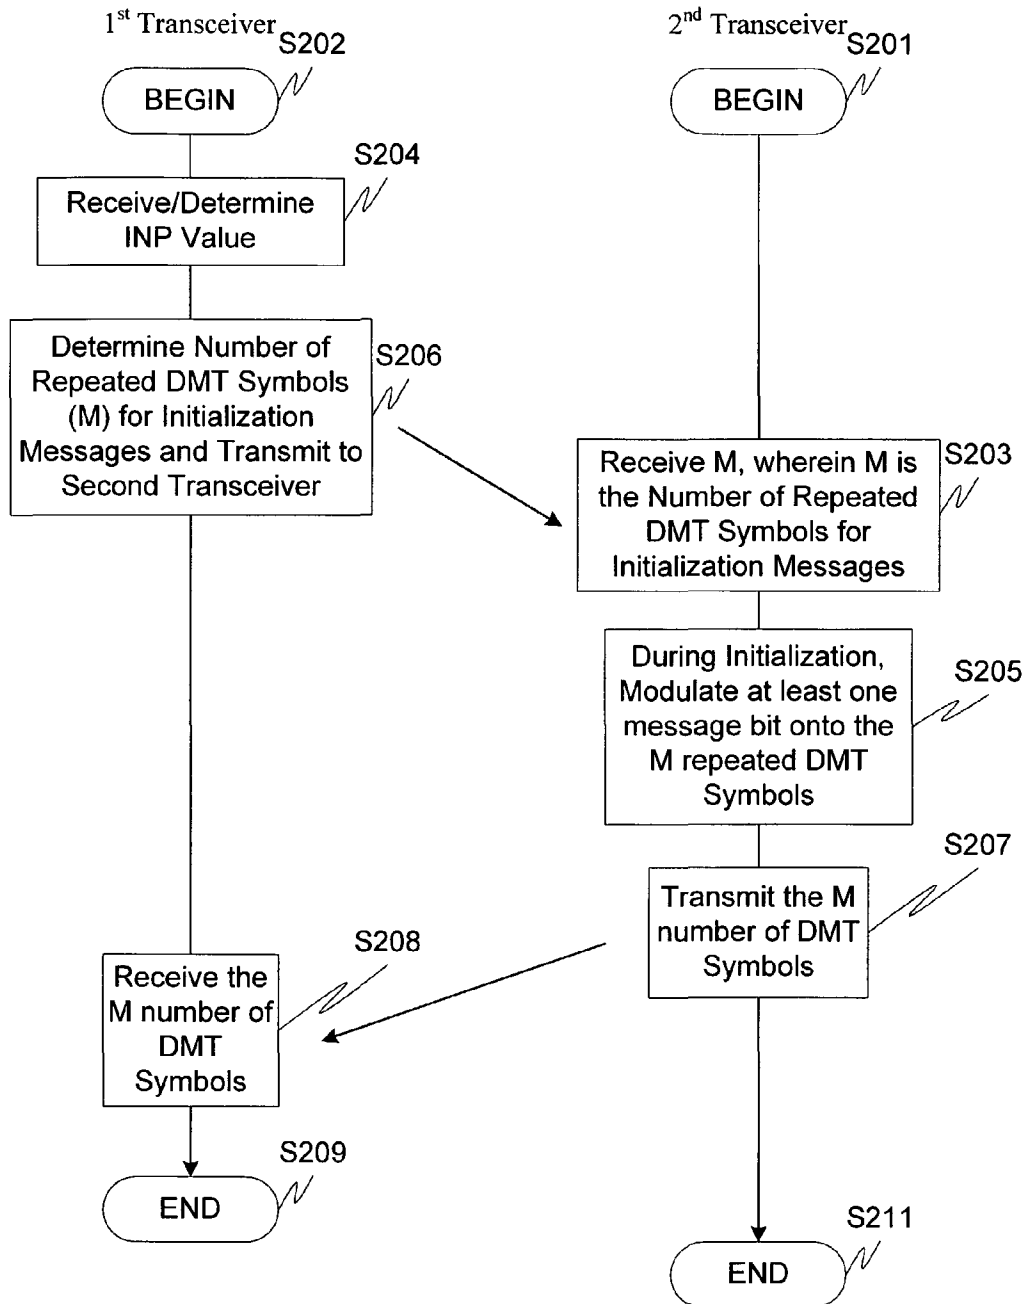 1st Transceiver
S202
BEGIN
S204
Receive/Determine
INP Value
Determine Number of
Repeated DMT Symbols
(M) for Initialization
Messages and Transmit to
Second Transceiver
S206
Receive the
M number of
DMT
Symbols
S208
S209
END
2nd Transceiver
S201
BEGIN
Receive M, wherein M is
the Number of Repeated
DMT Symbols for
Initialization Messages
S203
During Initialization,
Modulate at least one
message bit onto the
M repeated DMT
Symbols
S205
Transmit the M
number of DMT
Symbols
S207
S211
END